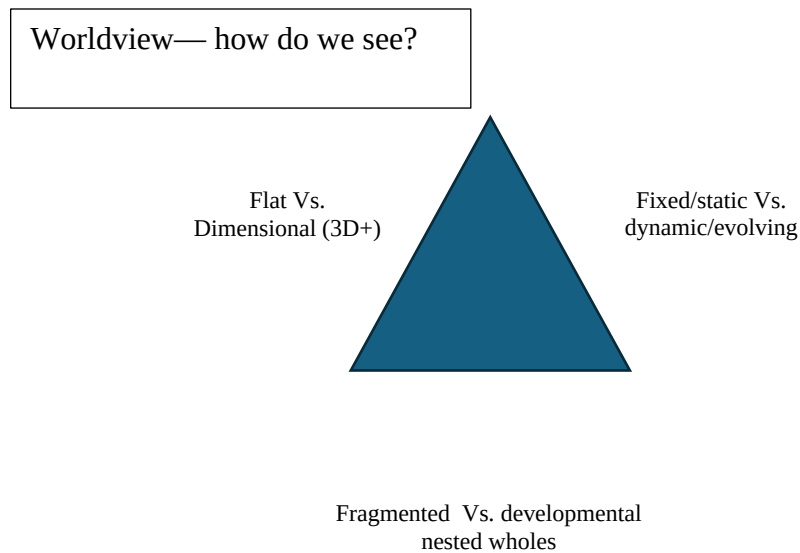 Worldview— how do we see?
Flat Vs.
Dimensional (3D+)
Fixed/static Vs.
dynamic/evolving
Fragmented  Vs. developmental
nested wholes